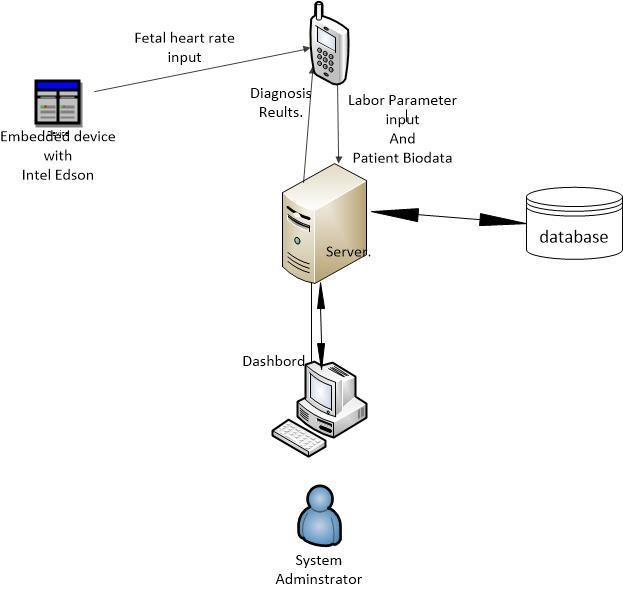 Fetal heart rate
input
Diagnosis
Reults.
Labor Parameter
input
And
Patient Biodata
Embedded device
with
Intel Edson
Server.
database
Dashbord
System
Adminstrator